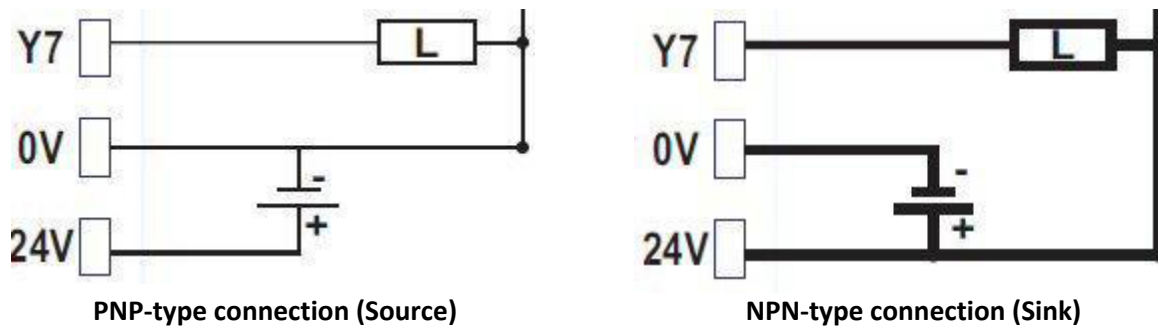 Y7
L
0V
-
+
24V
PNP-type connection (Source)
Y7
L
0V
-
+
24V
NPN-type connection (Sink)